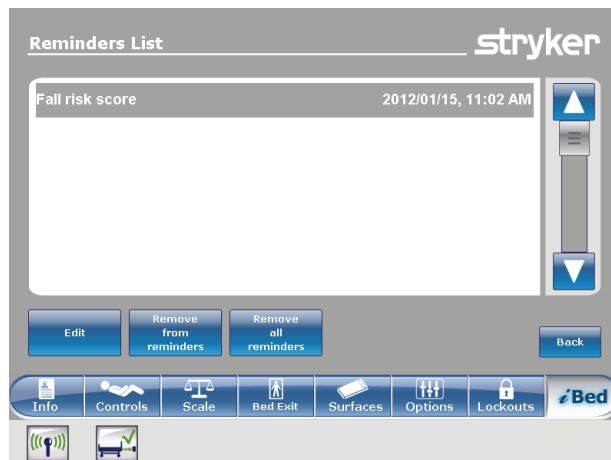 Reminders List
stryker
Fall risk score 2012/01/15, 11:02 AM
Edit
Remove
from
reminders
Remove
all
reminders
Back
Info Controls Scale Bed Exit Surfaces Options Lockouts iBed